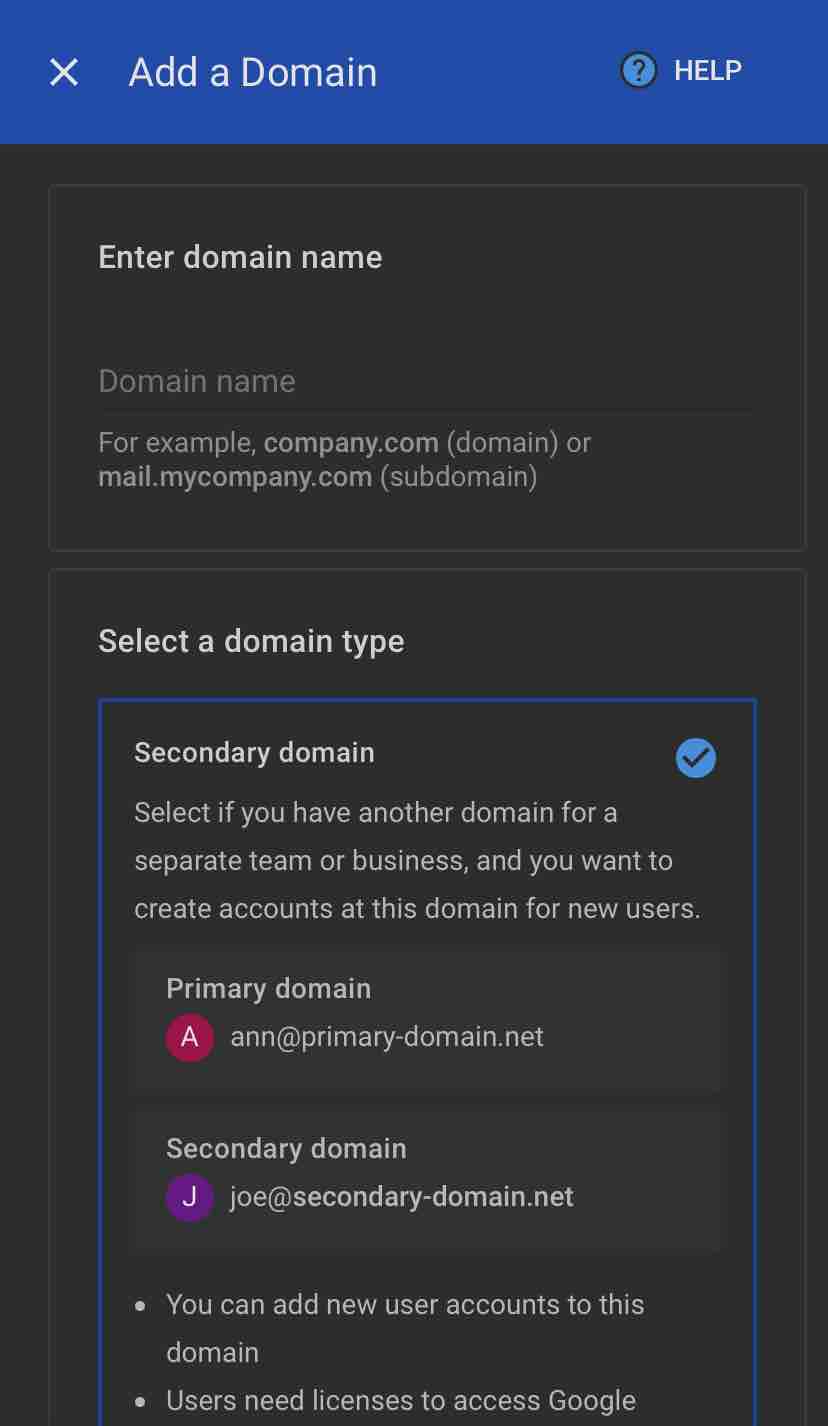 Add a Domain
? HELP
Enter domain name
Domain name
For example, company.com (domain) or
mail.mycompany.com (subdomain)
Select a domain type
Secondary domain
Select if you have another domain for a
separate team or business, and you want to
create accounts at this domain for new users.
Primary domain
A ann@primary-domain.net
Secondary domain
J joe@secondary-domain.net
• You can add new user accounts to this
domain
• Users need licenses to access Google